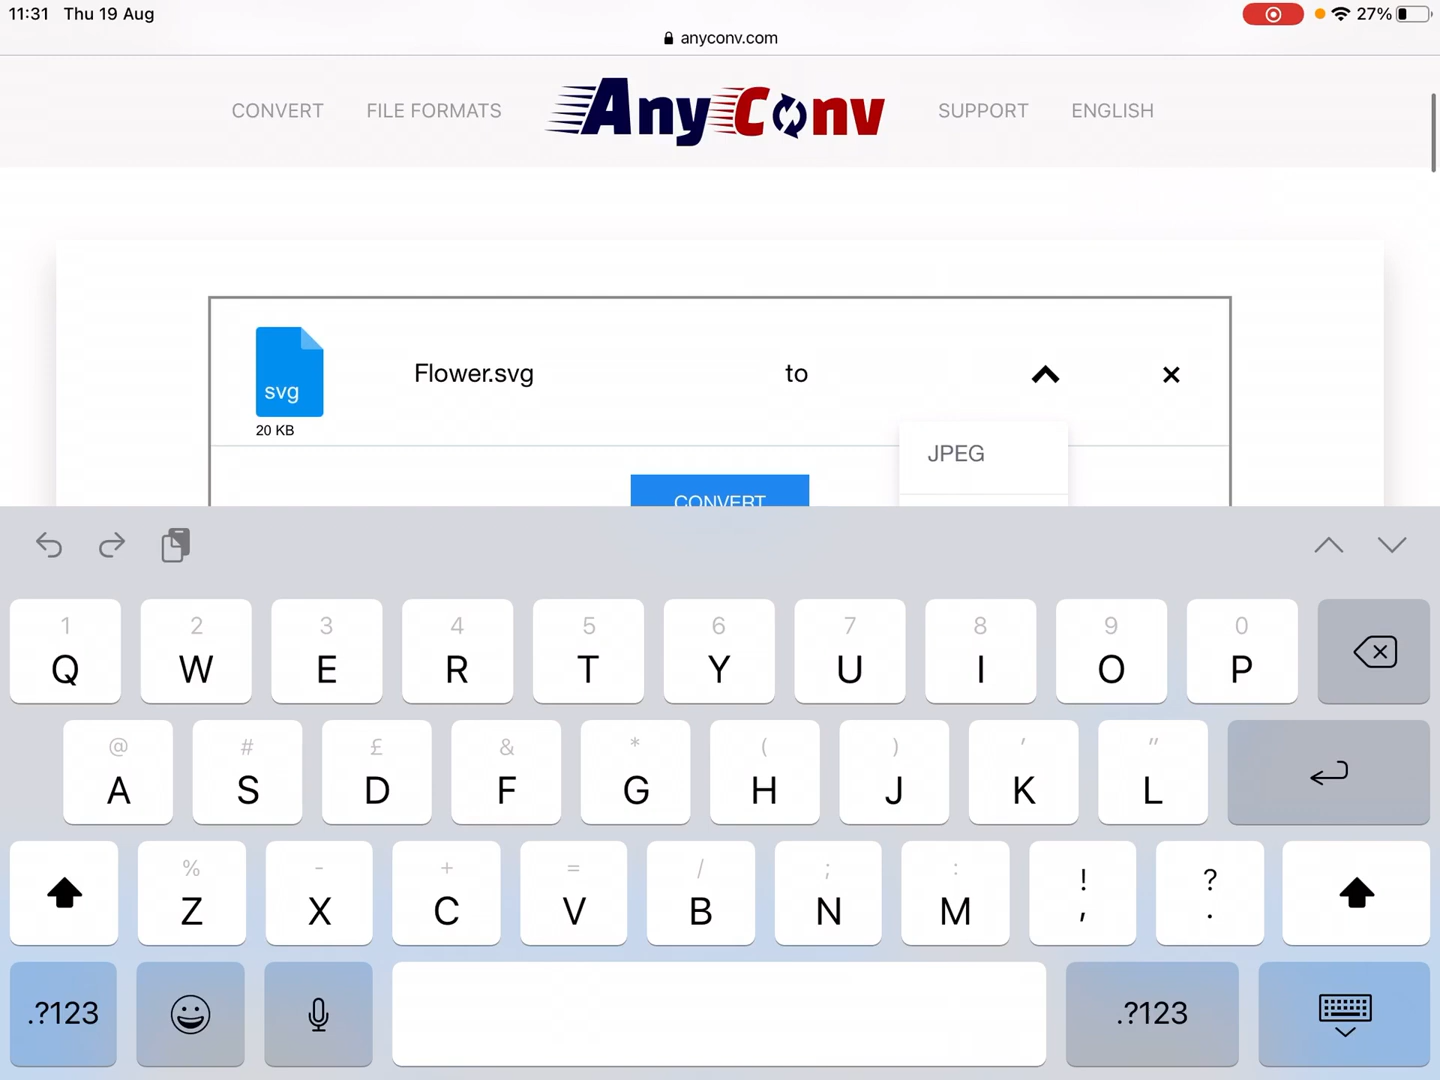 11:31 Thu 19 Aug 27%
anyconv.com
CONVERT FILE FORMATS AnyConv SUPPORT ENGLISH
svg Flower.svg to
20 KB
JPEG
CONVERT
1 2 3 4 5 6 7 8 9 0
Q W E R T Y U I O P
@ # £ & * ( ) ' "
A S D F G H J K L
% - + = / ; : ! ?
Z X C V B N M , .
.?123 .?123